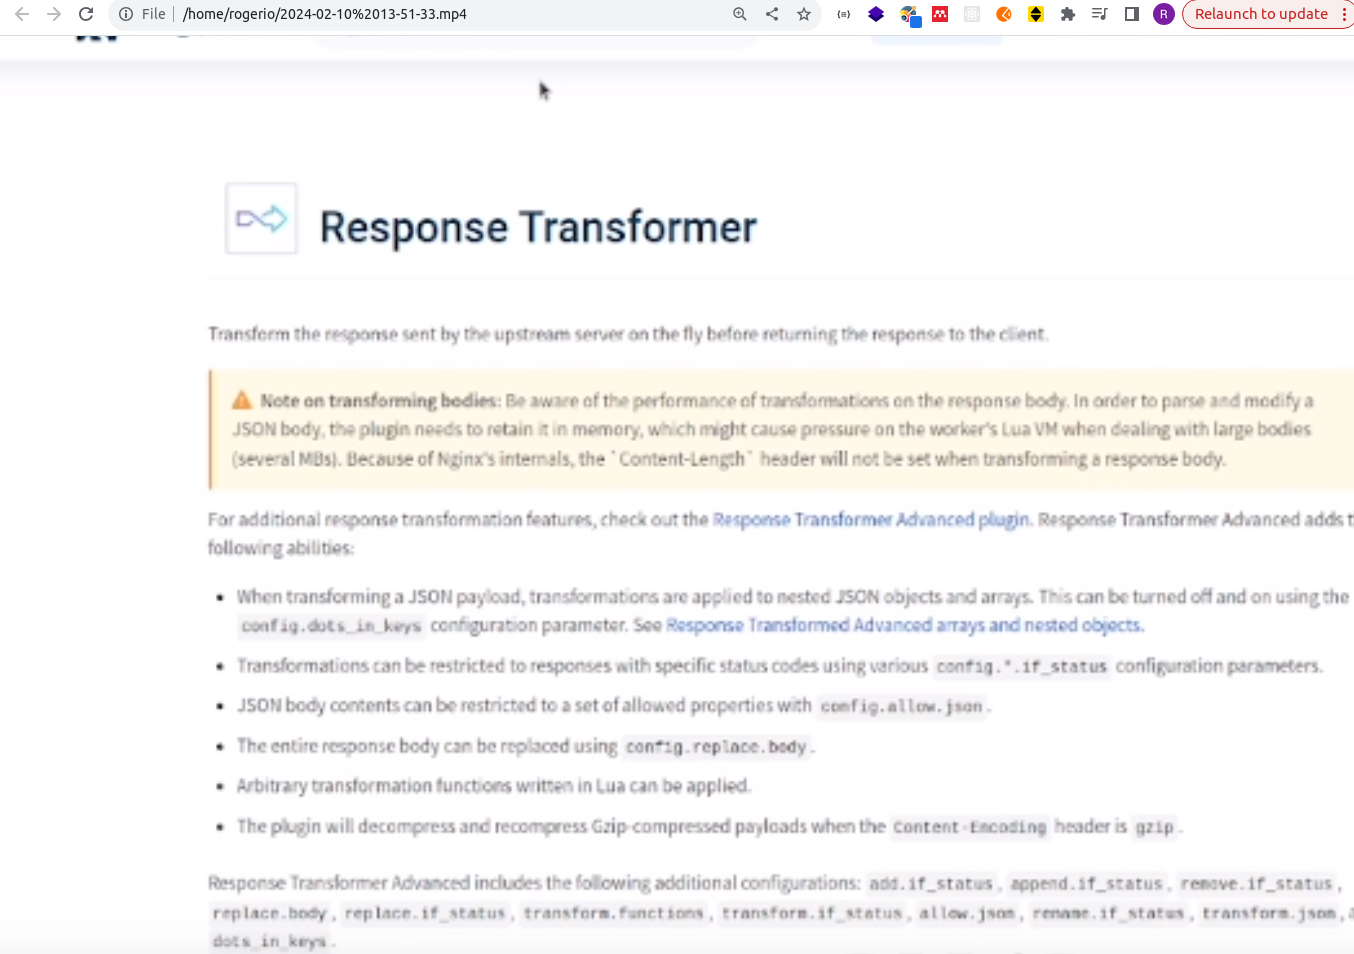 File /home/rogerio/2024-02-10%2013-51-33.mp4
R
Relaunch to update
Response Transformer
Transform the response sent by the upstream server on the fly before returning the response to the client.
Note on transforming bodies: Be aware of the performance of transformations on the response body. In order to parse and modify a
JSON body, the plugin needs to retain it in memory, which might cause pressure on the worker's Lua VM when dealing with large bodies
(several MBs). Because of Nginx's internals, the `Content-Length` header will not be set when transforming a response body.
For additional response transformation features, check out the Response Transformer Advanced plugin. Response Transformer Advanced adds t
following abilities:
• When transforming a JSON payload, transformations are applied to nested JSON objects and arrays. This can be turned off and on using the
config.dots_in_keys configuration parameter. See Response Transformed Advanced arrays and nested objects.
• Transformations can be restricted to responses with specific status codes using various config.*.if_status configuration parameters.
• JSON body contents can be restricted to a set of allowed properties with config.allow.json.
• The entire response body can be replaced using config.replace.body.
• Arbitrary transformation functions written in Lua can be applied.
• The plugin will decompress and recompress Gzip-compressed payloads when the Content-Encoding header is gzip.
Response Transformer Advanced includes the following additional configurations: add.if_status, append.if_status, remove.if_status,
replace.body, replace.if_status, transform.functions, transform.if_status, allow.json, rename.if_status, transform.json,
dots_in_keys.